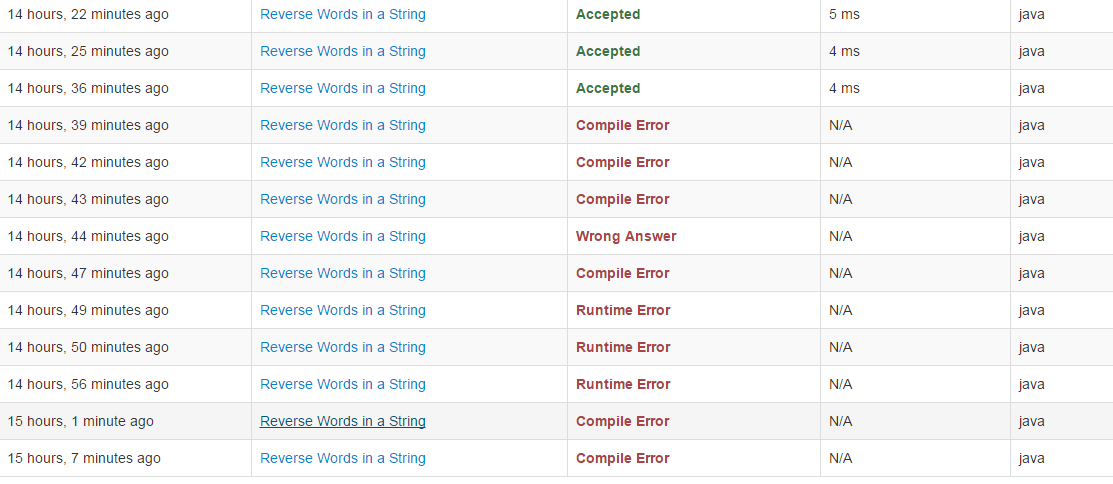 14 hours, 22 minutes ago Reverse Words in a String Accepted 5 ms java
14 hours, 25 minutes ago Reverse Words in a String Accepted 4 ms java
14 hours, 36 minutes ago Reverse Words in a String Accepted 4 ms java
14 hours, 39 minutes ago Reverse Words in a String Compile Error N/A java
14 hours, 42 minutes ago Reverse Words in a String Compile Error N/A java
14 hours, 43 minutes ago Reverse Words in a String Compile Error N/A java
14 hours, 44 minutes ago Reverse Words in a String Wrong Answer N/A java
14 hours, 47 minutes ago Reverse Words in a String Compile Error N/A java
14 hours, 49 minutes ago Reverse Words in a String Runtime Error N/A java
14 hours, 50 minutes ago Reverse Words in a String Runtime Error N/A java
14 hours, 56 minutes ago Reverse Words in a String Runtime Error N/A java
15 hours, 1 minute ago Reverse Words in a String Compile Error N/A java
15 hours, 7 minutes ago Reverse Words in a String Compile Error N/A java